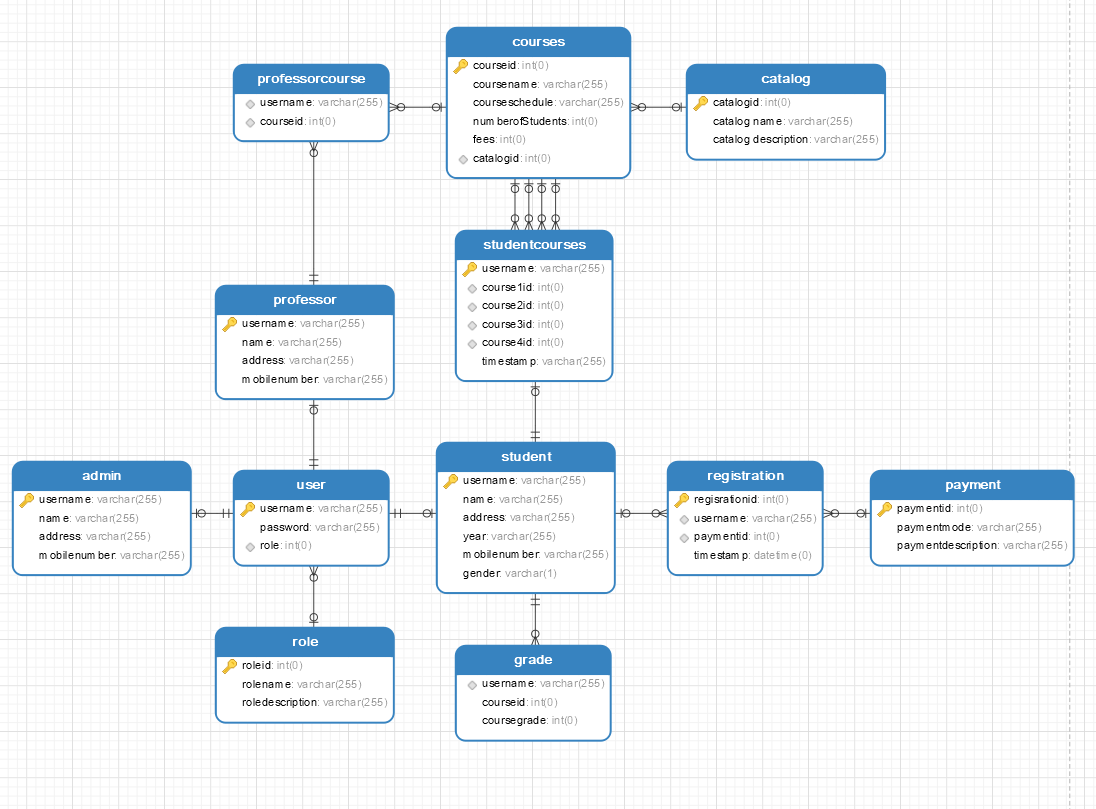 courses
courseid: int(0)
coursename: varchar(255)
courseschedule: varchar(255)
numberofStudents: int(0)
fees: int(0)
catalogid: int(0)
professorcourse
username: varchar(255)
courseid: int(0)
catalog
catalogid: int(0)
catalog name: varchar(255)
catalog description: varchar(255)
studentcourses
username: varchar(255)
course1id: int(0)
course2id: int(0)
course3id: int(0)
course4id: int(0)
timestamp: varchar(255)
professor
username: varchar(255)
name: varchar(255)
address: varchar(255)
mobilenumber: varchar(255)
admin
username: varchar(255)
name: varchar(255)
address: varchar(255)
mobilenumber: varchar(255)
user
username: varchar(255)
password: varchar(255)
role: int(0)
student
username: varchar(255)
name: varchar(255)
address: varchar(255)
year: varchar(255)
mobilenumber: varchar(255)
gender: varchar(1)
registration
regisrationid: int(0)
username: varchar(255)
paymentid: int(0)
timestamp: datetime(0)
payment
paymentid: int(0)
paymentmode: varchar(255)
paymentdescription: varchar(255)
role
roleid: int(0)
rolename: varchar(255)
roledescription: varchar(255)
grade
username: varchar(255)
courseid: int(0)
coursegrade: int(0)